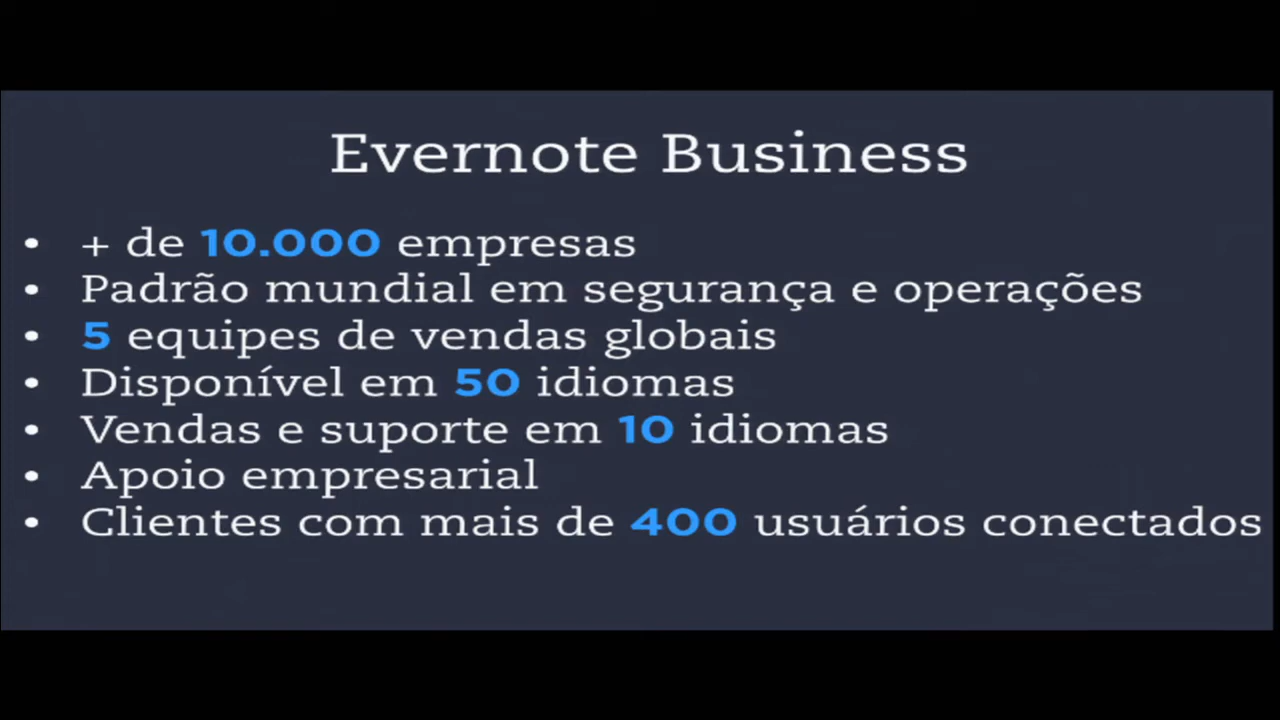 Evernote Business
• + de 10.000 empresas
• Padrão mundial em segurança e operações
• 5 equipes de vendas globais
• Disponível em 50 idiomas
• Vendas e suporte em 10 idiomas
• Apoio empresarial
• Clientes com mais de 400 usuários conectados